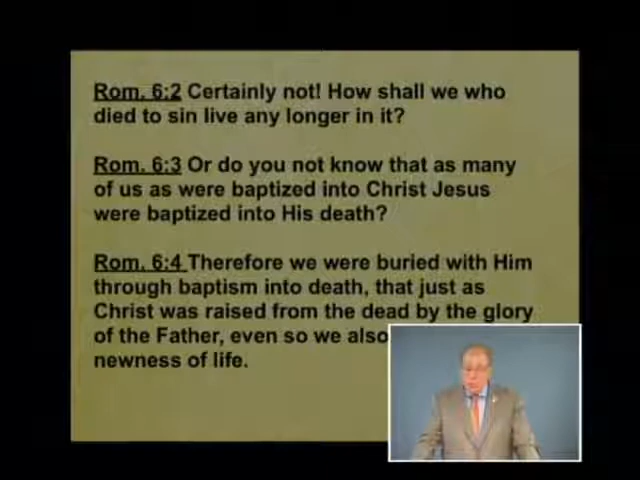 Rom. 6:2 Certainly not! How shall we who
died to sin live any longer in it?
Rom. 6:3 Or do you not know that as many
of us as were baptized into Christ Jesus
were baptized into His death?
Rom. 6:4 Therefore we were buried with Him
through baptism into death, that just as
Christ was raised from the dead by the glory
of the Father, even so we also
newness of life.